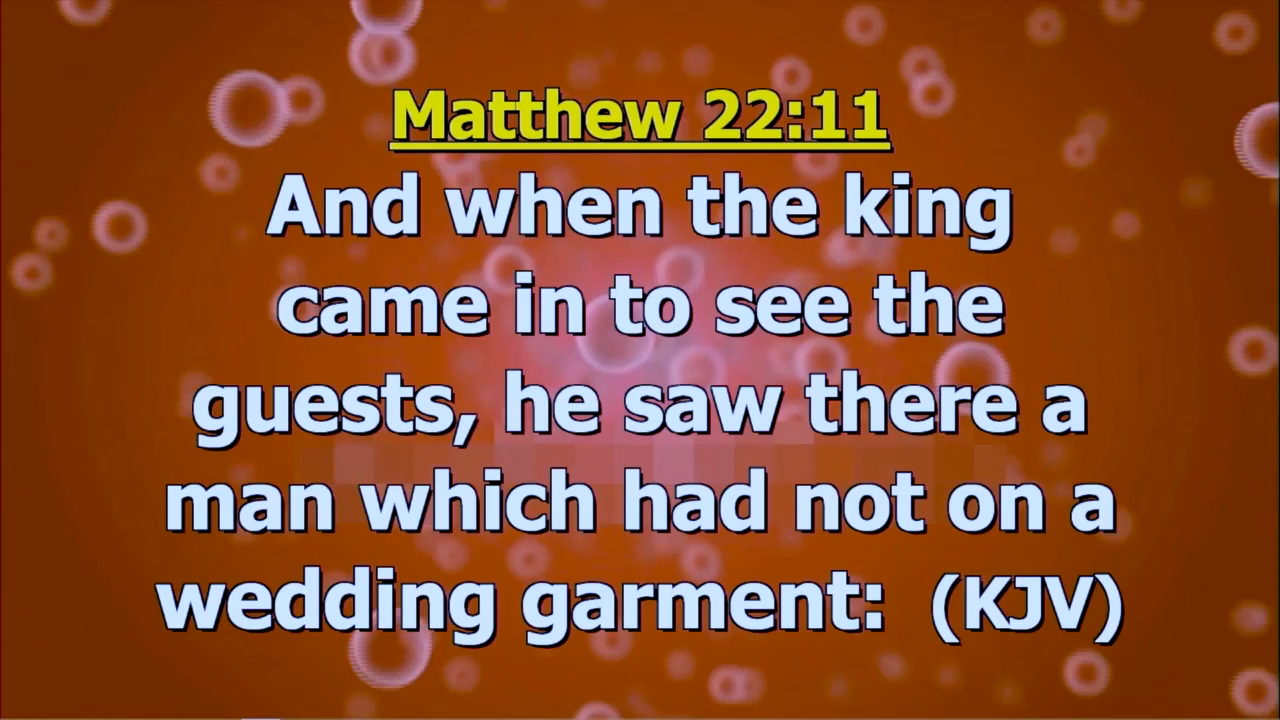 Matthew 22:11
And when the king
came in to see the
guests, he saw there a
man which had not on a
wedding garment:  (KJV)